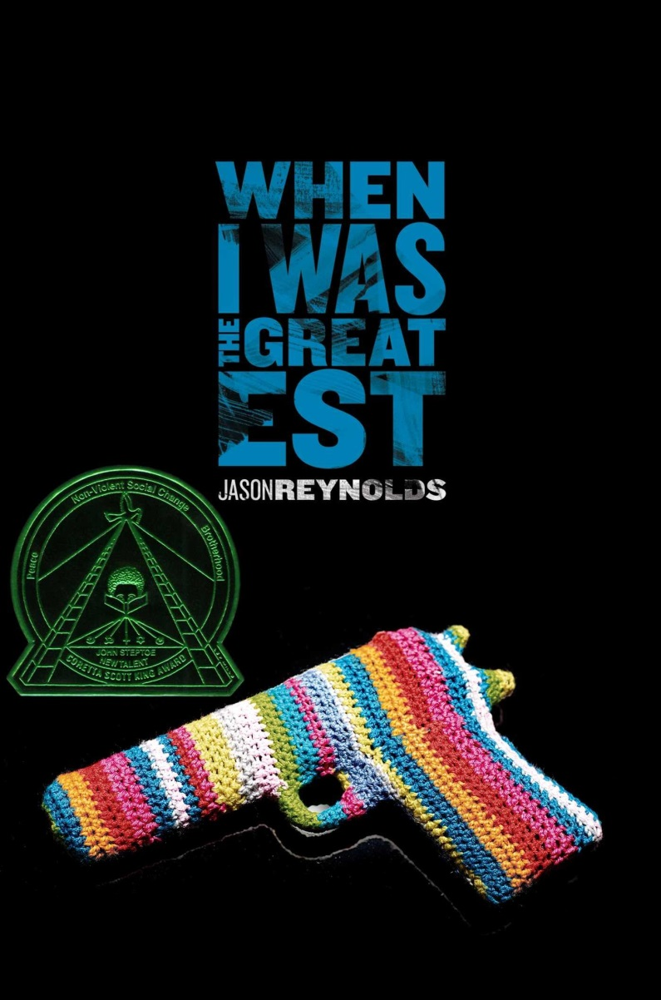 WHEN
I WAS
THE GREAT
EST
JASON REYNOLDS
Peace
Non-Violent Social Change
Brotherhood
JOHN STEPTOE
NEW TALENT
CORETTA SCOTT KING AWARD